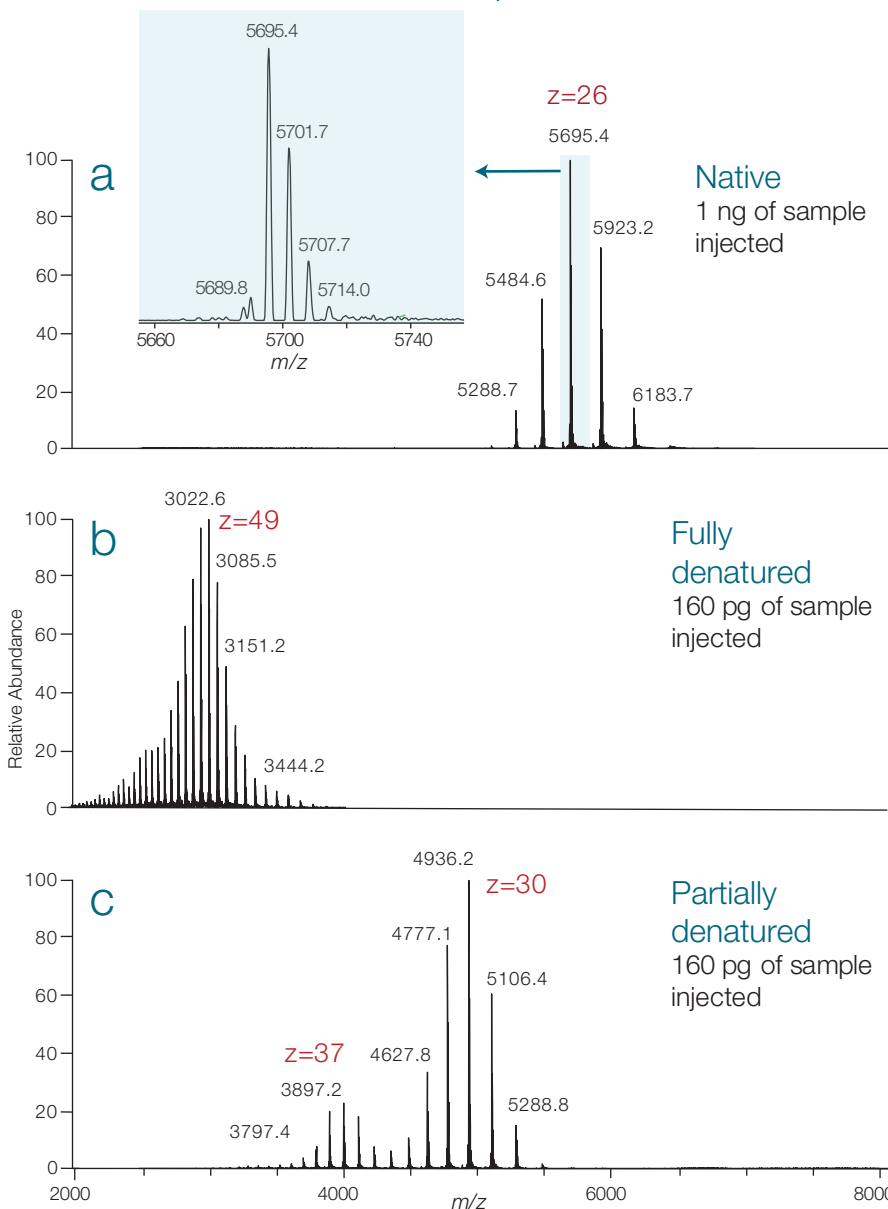 5695.4
5701.7
5707.7
5689.8
5714.0
5660
5700
5740
m/z
z=26
5695.4
a
Native
1 ng of sample
injected
5923.2
5484.6
5288.7
6183.7
100
80
60
40
20
0
3022.6
z=49
b
3085.5
3151.2
3444.2
Fully
denatured
160 pg of sample
injected
100
80
60
40
20
0
Relative Abundance
4936.2
z=30
c
4777.1
5106.4
z=37
4627.8
3897.2
5288.8
3797.4
Partially
denatured
160 pg of sample
injected
100
80
60
40
20
0
2000
4000
6000
8000
m/z